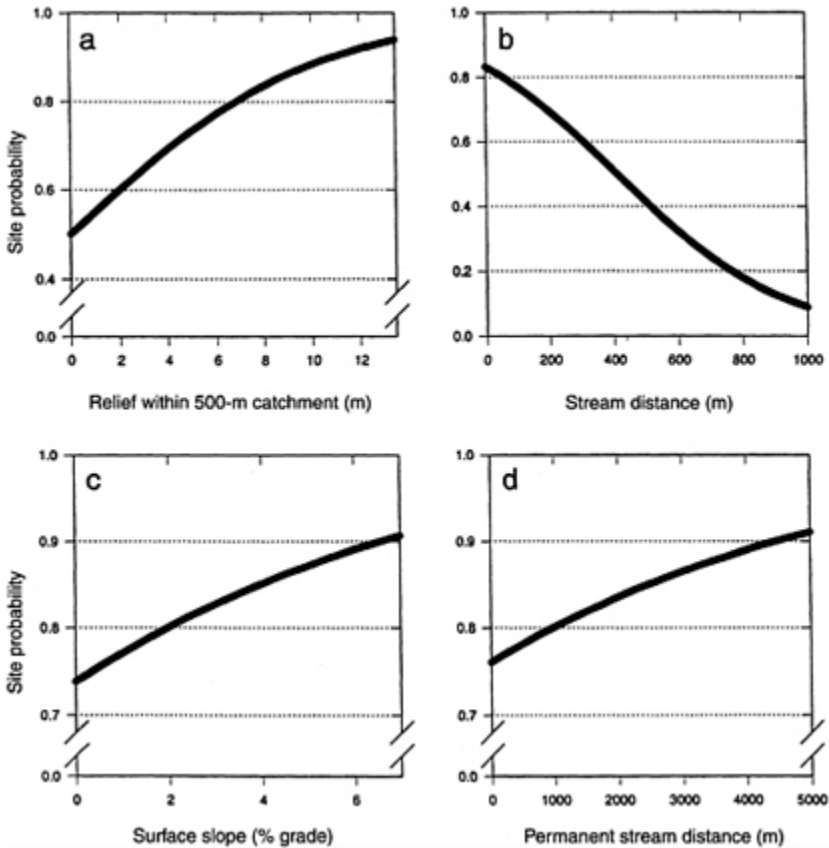 a
1.0
0.8
0.6
0.4
0.0
Site probability
0 2 4 6 8 10 12
Relief within 500-m catchment (m)
b
1.0
0.8
0.6
0.4
0.2
0.0
0 200 400 600 800 1000
Stream distance (m)
c
1.0
0.9
0.8
0.7
0.0
Site probability
0 2 4 6
Surface slope (% grade)
d
1.0
0.9
0.8
0.7
0.0
0 1000 2000 3000 4000 5000
Permanent stream distance (m)